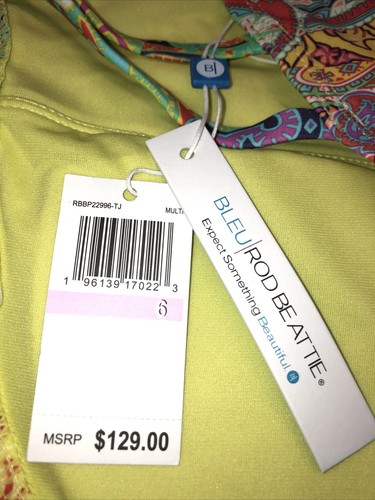 B
RBBP22996-TJ
MULTI
1 96139 17022 3
6
MSRP $129.00
BLEU|ROD BEATTIE®
Expect Something Beautiful.